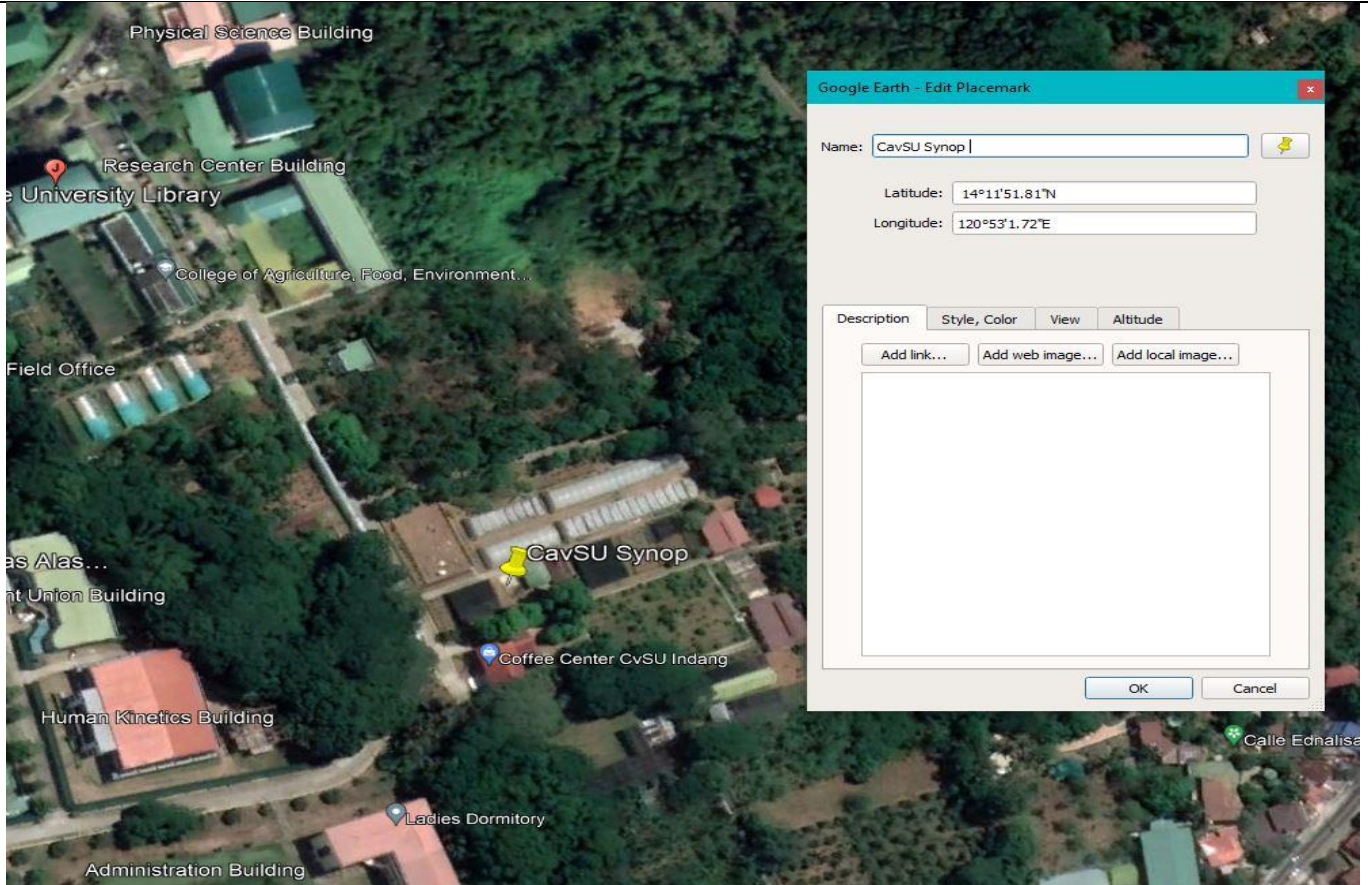 Physical Science Building
Research Center Building
e University Library
College of Agriculture, Food, Environment...
Field Office
CavSU Synop
as Alas...
nt Union Building
Coffee Center CvSU Indang
Human Kinetics Building
Ladies Dormitory
Administration Building
Calle Ednalisa
Google Earth - Edit Placemark
Name: CavSU Synop
Latitude: 14°11'51.81"N
Longitude: 120°53'1.72"E
Description Style, Color View Altitude
Add link... Add web image... Add local image...
OK Cancel